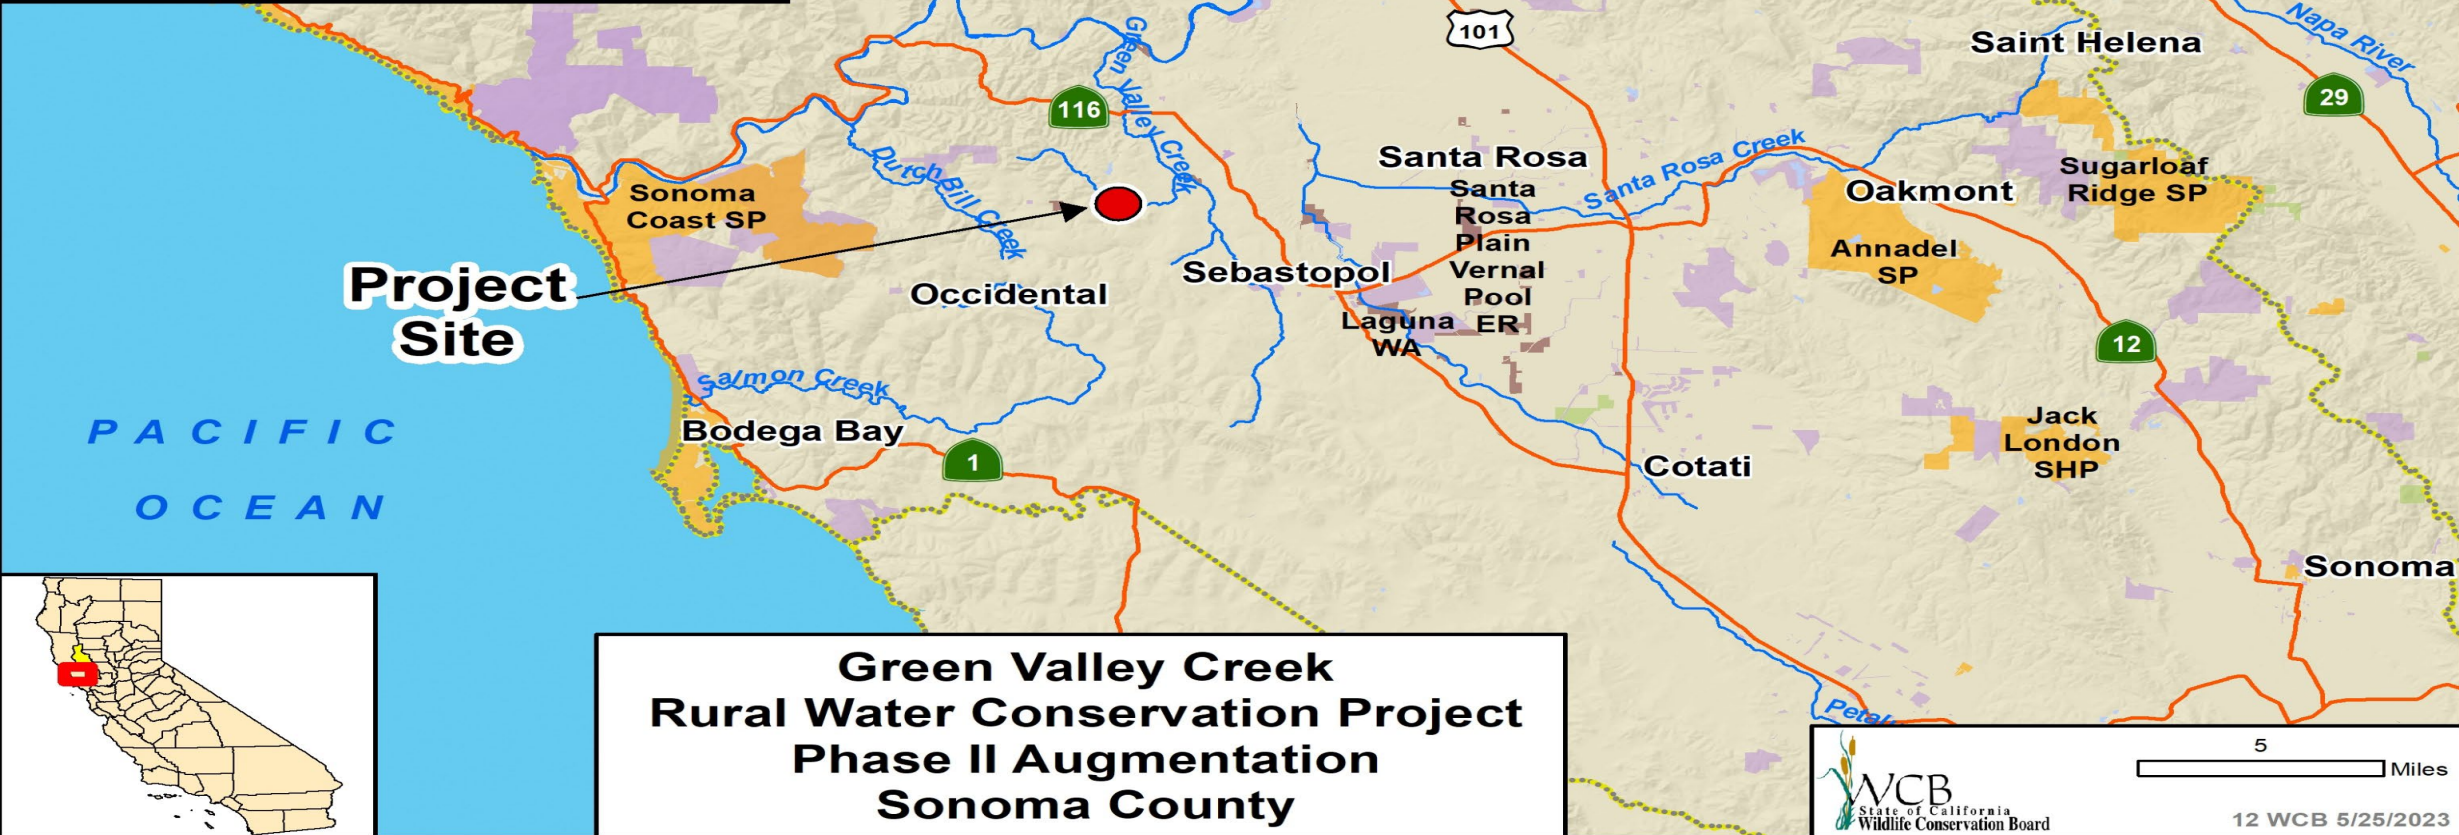 101
Saint Helena
Napa River
29
Green Valley Creek
116
Santa Rosa
Santa Rosa Creek
Dutch Bill Creek
Sonoma
Coast SP
Santa
Rosa
Plain
Vernal
Pool
ER
Oakmont
Sugarloaf
Ridge SP
Annadel
SP
Project
Site
Occidental
Sebastopol
Laguna
WA
12
Salmon Creek
Bodega Bay
1
Jack
London
SHP
Cotati
PACIFIC
OCEAN
Sonoma
Green Valley Creek
Rural Water Conservation Project
Phase II Augmentation
Sonoma County
5
Miles
WCB
State of California
Wildlife Conservation Board
12 WCB 5/25/2023